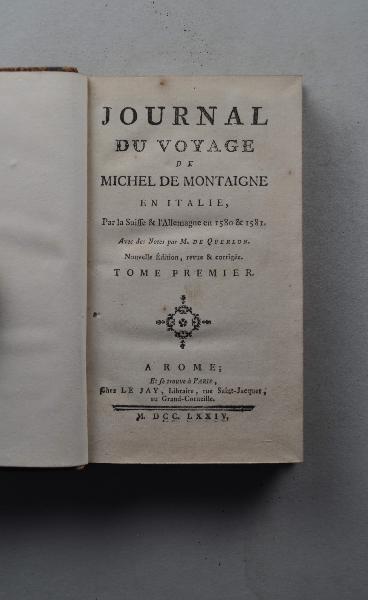 JOURNAL
DU VOYAGE
DE
MICHEL DE MONTAIGNE
EN ITALIE,
Par la Suisse & l'Allemagne en 1580 & 1581.
Avec des Notes par M. DE QUERLON.
Nouvelle Édition, revue & corrigée.
TOME PREMIER.
A ROME;
Et se trouve à PARIS,
Chez LE JAY, Libraire, rue Saint-Jacques,
au Grand-Corneille.
M. DCC. LXXIV.